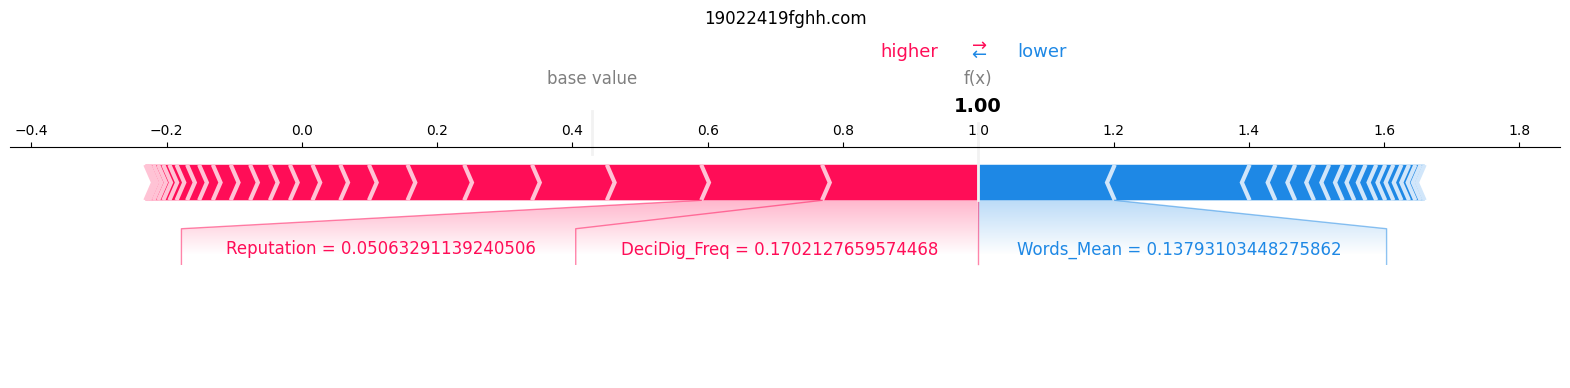 19022419fghh.com
higher → lower
←
base value f(x)
1.00
−0.4 −0.2 0.0 0.2 0.4 0.6 0.8 1.0 1.2 1.4 1.6 1.8
Reputation = 0.05063291139240506 DeciDig_Freq = 0.1702127659574468 Words_Mean = 0.13793103448275862